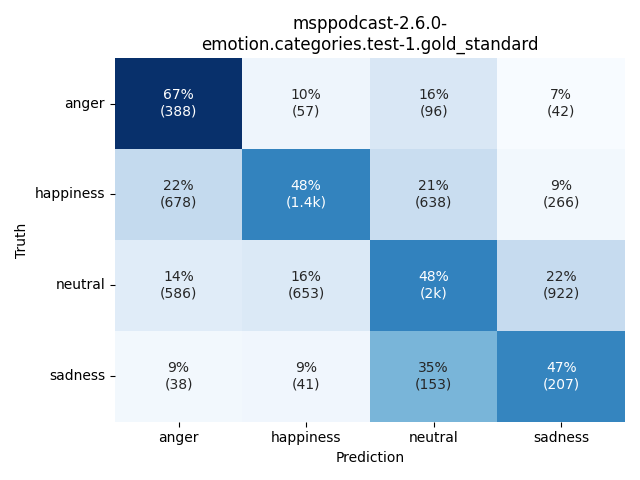 msppodcast-2.6.0-
emotion.categories.test-1.gold_standard
Truth
anger
67% 10% 16% 7%
(388) (57) (96) (42)
happiness
22% 48% 21% 9%
(678) (1.4k) (638) (266)
neutral
14% 16% 48% 22%
(586) (653) (2k) (922)
sadness
9% 9% 35% 47%
(38) (41) (153) (207)
anger happiness neutral sadness
Prediction